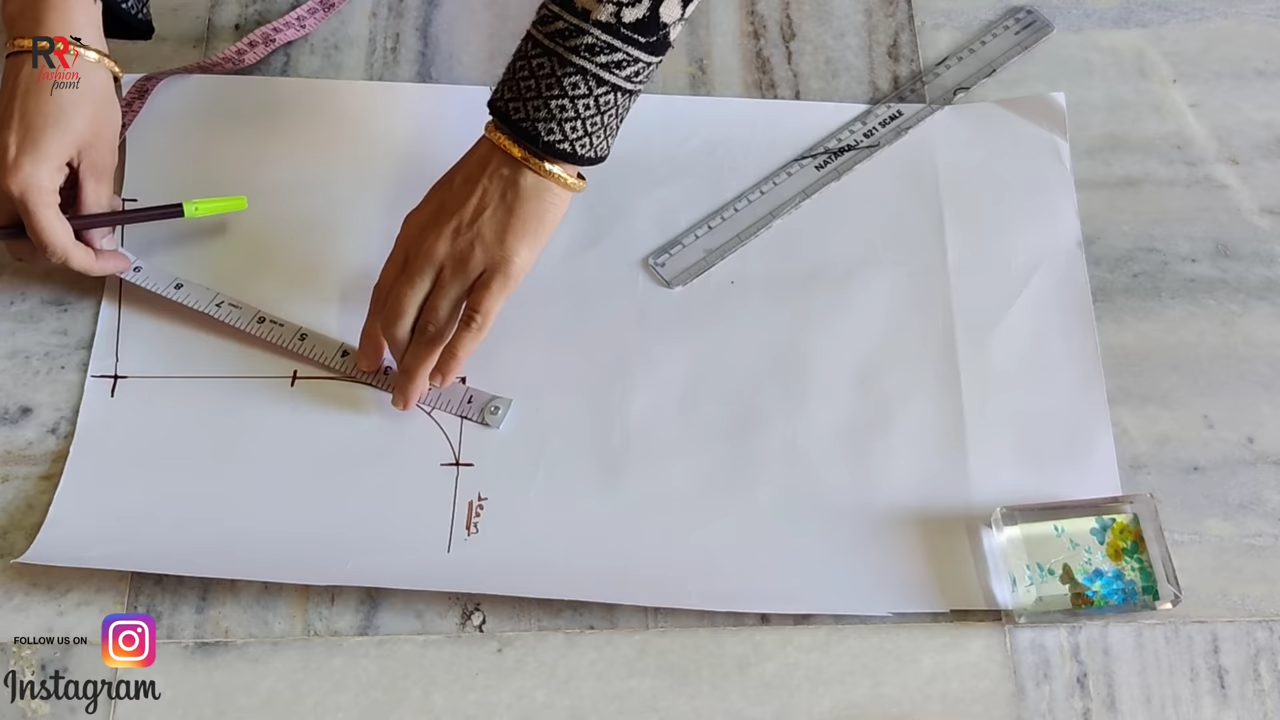 RR
fashion
point
NATARAJ. 621 SCALE
9 8 7 6 5 4 3 1
FOLLOW US ON
Instagram